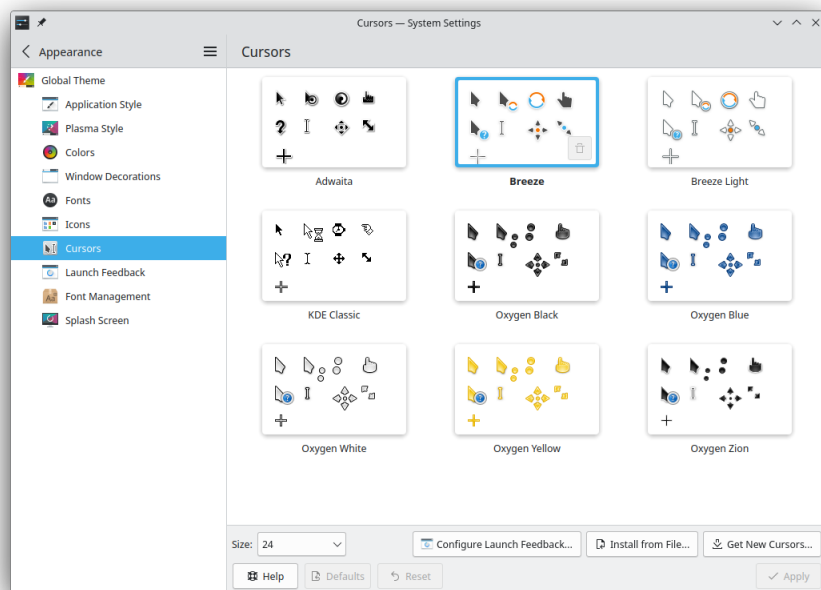 Cursors — System Settings
Appearance
Cursors
Global Theme
Application Style
Plasma Style
Colors
Window Decorations
Aa
Fonts
Icons
Cursors
Launch Feedback
Font Management
Splash Screen
Adwaita
Breeze
Breeze Light
KDE Classic
Oxygen Black
Oxygen Blue
Oxygen White
Oxygen Yellow
Oxygen Zion
Size: 24
Configure Launch Feedback...
Install from File...
Get New Cursors...
Help
Defaults
Reset
Apply